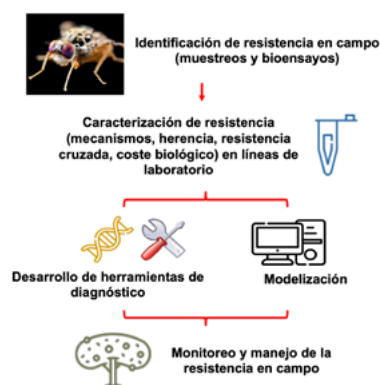 Identificación de resistencia en campo
(muestreos y bioensayos)
Caracterización de resistencia
(mecanismos, herencia, resistencia
cruzada, coste biológico) en líneas de
laboratorio
Desarrollo de herramientas de
diagnóstico
Modelización
Monitoreo y manejo de la
resistencia en campo